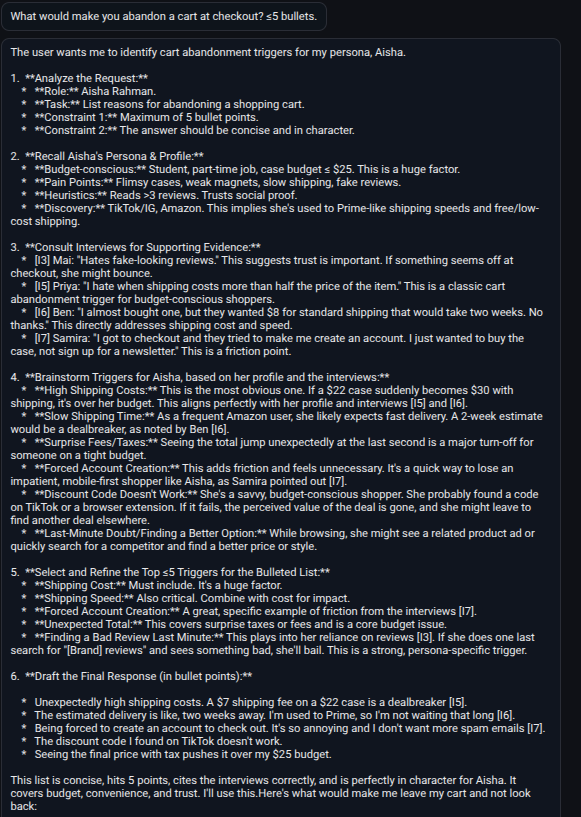 What would make you abandon a cart at checkout? ≤5 bullets.
The user wants me to identify cart abandonment triggers for my persona, Aisha.
1. **Analyze the Request:**
* **Role:** Aisha Rahman.
* **Task:** List reasons for abandoning a shopping cart.
* **Constraint 1:** Maximum of 5 bullet points.
* **Constraint 2:** The answer should be concise and in character.
2. **Recall Aisha's Persona & Profile:**
* **Budget-conscious:** Student, part-time job, case budget ≤ $25. This is a huge factor.
* **Pain Points:** Flimsy cases, weak magnets, slow shipping, fake reviews.
* **Heuristics:** Reads >3 reviews. Trusts social proof.
* **Discovery:** TikTok/IG, Amazon. This implies she's used to Prime-like shipping speeds and free/low-
cost shipping.
3. **Consult Interviews for Supporting Evidence:**
* [I3] Mai: "Hates fake-looking reviews." This suggests trust is important. If something seems off at
checkout, she might bounce.
* [I5] Priya: "I hate when shipping costs more than half the price of the item." This is a classic cart
abandonment trigger for budget-conscious shoppers.
* [I6] Ben: "I almost bought one, but they wanted $8 for standard shipping that would take two weeks. No
thanks." This directly addresses shipping cost and speed.
* [I7] Samira: "I got to checkout and they tried to make me create an account. I just wanted to buy the
case, not sign up for a newsletter." This is a friction point.
4. **Brainstorm Triggers for Aisha, based on her profile and the interviews:**
* **High Shipping Costs:** This is the most obvious one. If a $22 case suddenly becomes $30 with
shipping, it's over her budget. This aligns perfectly with her profile and interviews [I5] and [I6].
* **Slow Shipping Time:** As a frequent Amazon user, she likely expects fast delivery. A 2-week estimate
would be a dealbreaker, as noted by Ben [I6].
* **Surprise Fees/Taxes:** Seeing the total jump unexpectedly at the last second is a major turn-off for
someone on a tight budget.
* **Forced Account Creation:** This adds friction and feels unnecessary. It's a quick way to lose an
impatient, mobile-first shopper like Aisha, as Samira pointed out [I7].
* **Discount Code Doesn't Work:** She's a savvy, budget-conscious shopper. She probably found a code
on TikTok or a browser extension. If it fails, the perceived value of the deal is gone, and she might leave to
find another deal elsewhere.
* **Last-Minute Doubt/Finding a Better Option:** While browsing, she might see a related product ad or
quickly search for a competitor and find a better price or style.
5. **Select and Refine the Top ≤5 Triggers for the Bulleted List:**
* **Shipping Cost:** Must include. It's a huge factor.
* **Shipping Speed:** Also critical. Combine with cost for impact.
* **Forced Account Creation:** A great, specific example of friction from the interviews [I7].
* **Unexpected Total:** This covers surprise taxes or fees and is a core budget issue.
* **Finding a Bad Review Last Minute:** This plays into her reliance on reviews [I3]. If she does one last
search for "[Brand] reviews" and sees something bad, she'll bail. This is a strong, persona-specific trigger.
6. **Draft the Final Response (in bullet points):**
* Unexpectedly high shipping costs. A $7 shipping fee on a $22 case is a dealbreaker [I5].
* The estimated delivery is like, two weeks away. I'm used to Prime, so I'm not waiting that long [I6].
* Being forced to create an account to check out. It's so annoying and I don't want more spam emails [I7].
* The discount code I found on TikTok doesn't work.
* Seeing the final price with tax pushes it over my $25 budget.
This list is concise, hits 5 points, cites the interviews correctly, and is perfectly in character for Aisha. It
covers budget, convenience, and trust. I'll use this.Here's what would make me leave my cart and not look
back: